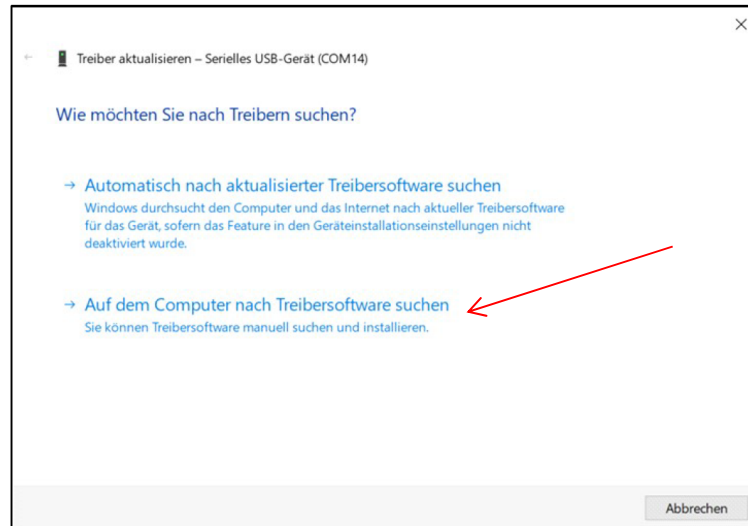 Treiber aktualisieren – Serielles USB-Gerät (COM14)
Wie möchten Sie nach Treibern suchen?
Automatisch nach aktualisierter Treibersoftware suchen
Windows durchsucht den Computer und das Internet nach aktueller Treibersoftware
für das Gerät, sofern das Feature in den Geräteinstallationseinstellungen nicht
deaktiviert wurde.
Auf dem Computer nach Treibersoftware suchen
Sie können Treibersoftware manuell suchen und installieren.
Abbrechen